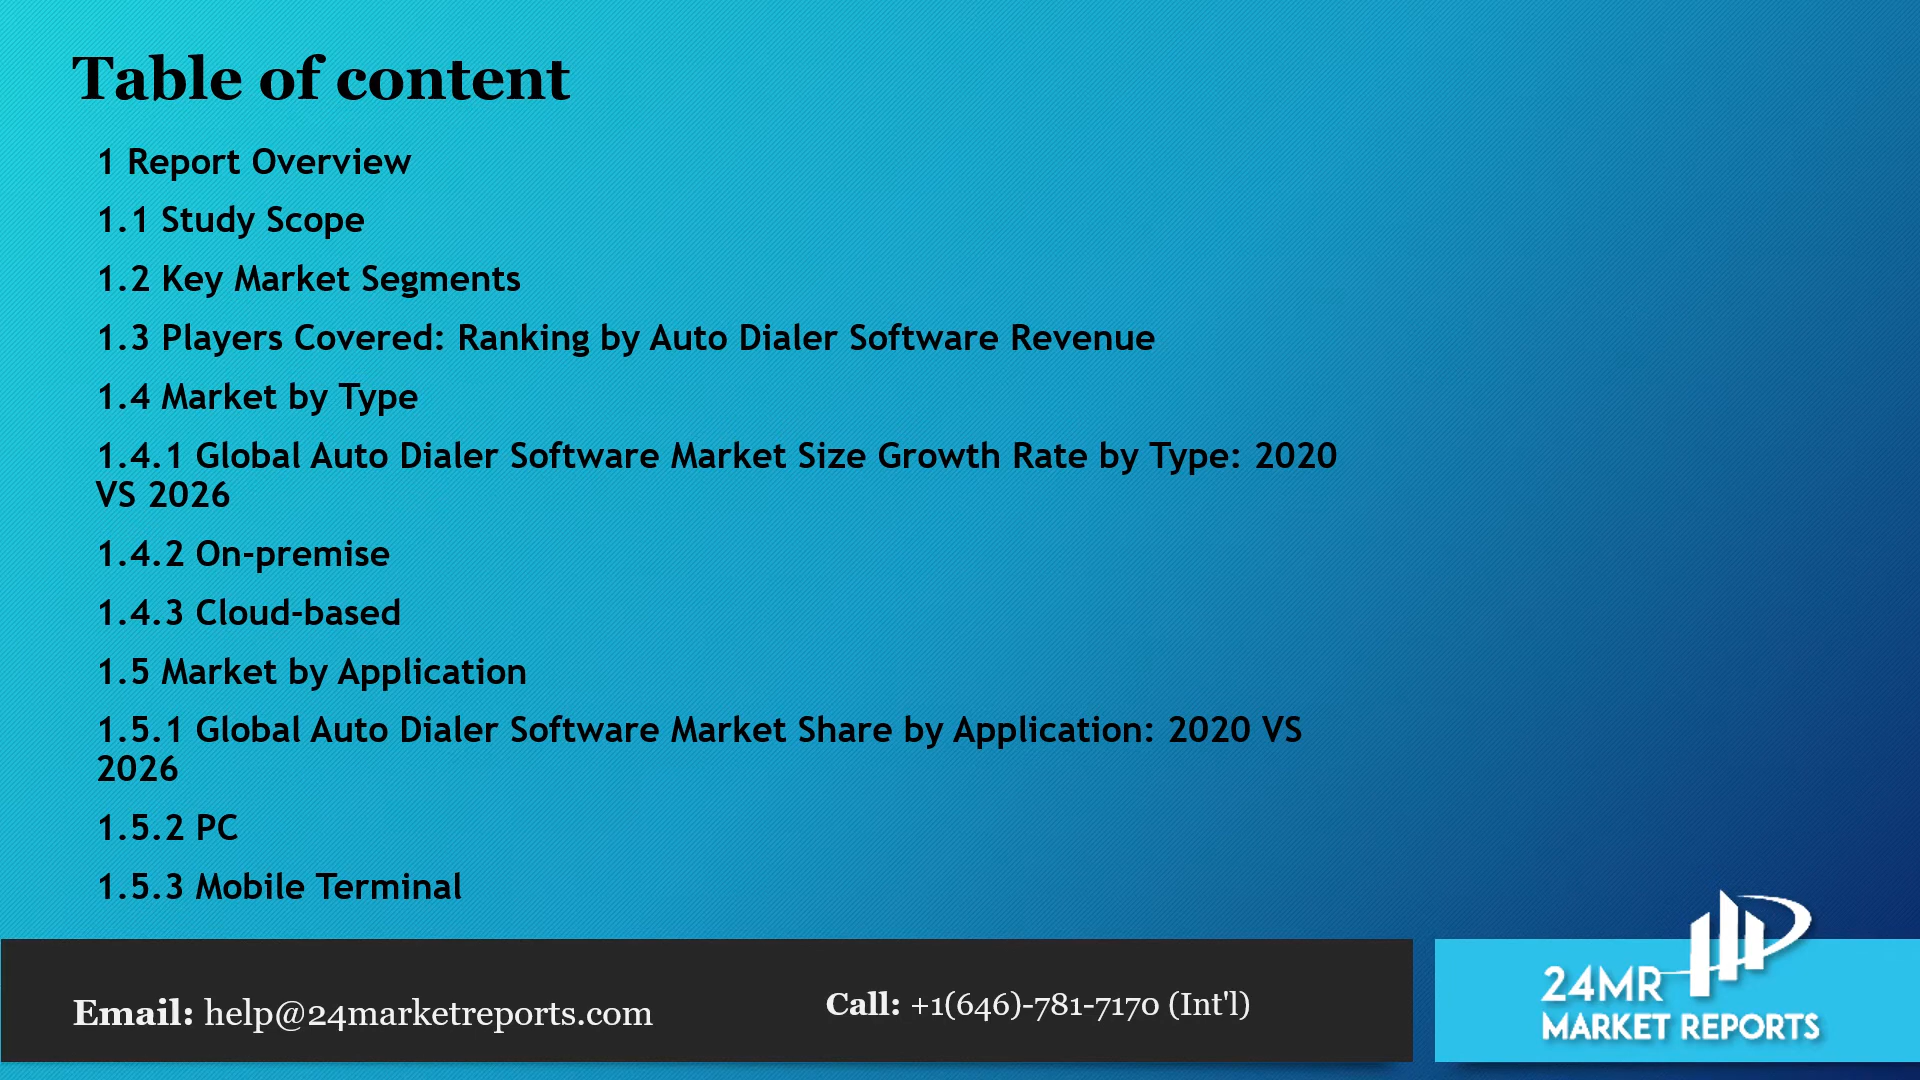 Table of content
1 Report Overview
1.1 Study Scope
1.2 Key Market Segments
1.3 Players Covered: Ranking by Auto Dialer Software Revenue
1.4 Market by Type
1.4.1 Global Auto Dialer Software Market Size Growth Rate by Type: 2020
VS 2026
1.4.2 On-premise
1.4.3 Cloud-based
1.5 Market by Application
1.5.1 Global Auto Dialer Software Market Share by Application: 2020 VS
2026
1.5.2 PC
1.5.3 Mobile Terminal
Email: help@24marketreports.com
Call: +1(646)-781-7170 (Int'l)
24MR
MARKET REPORTS